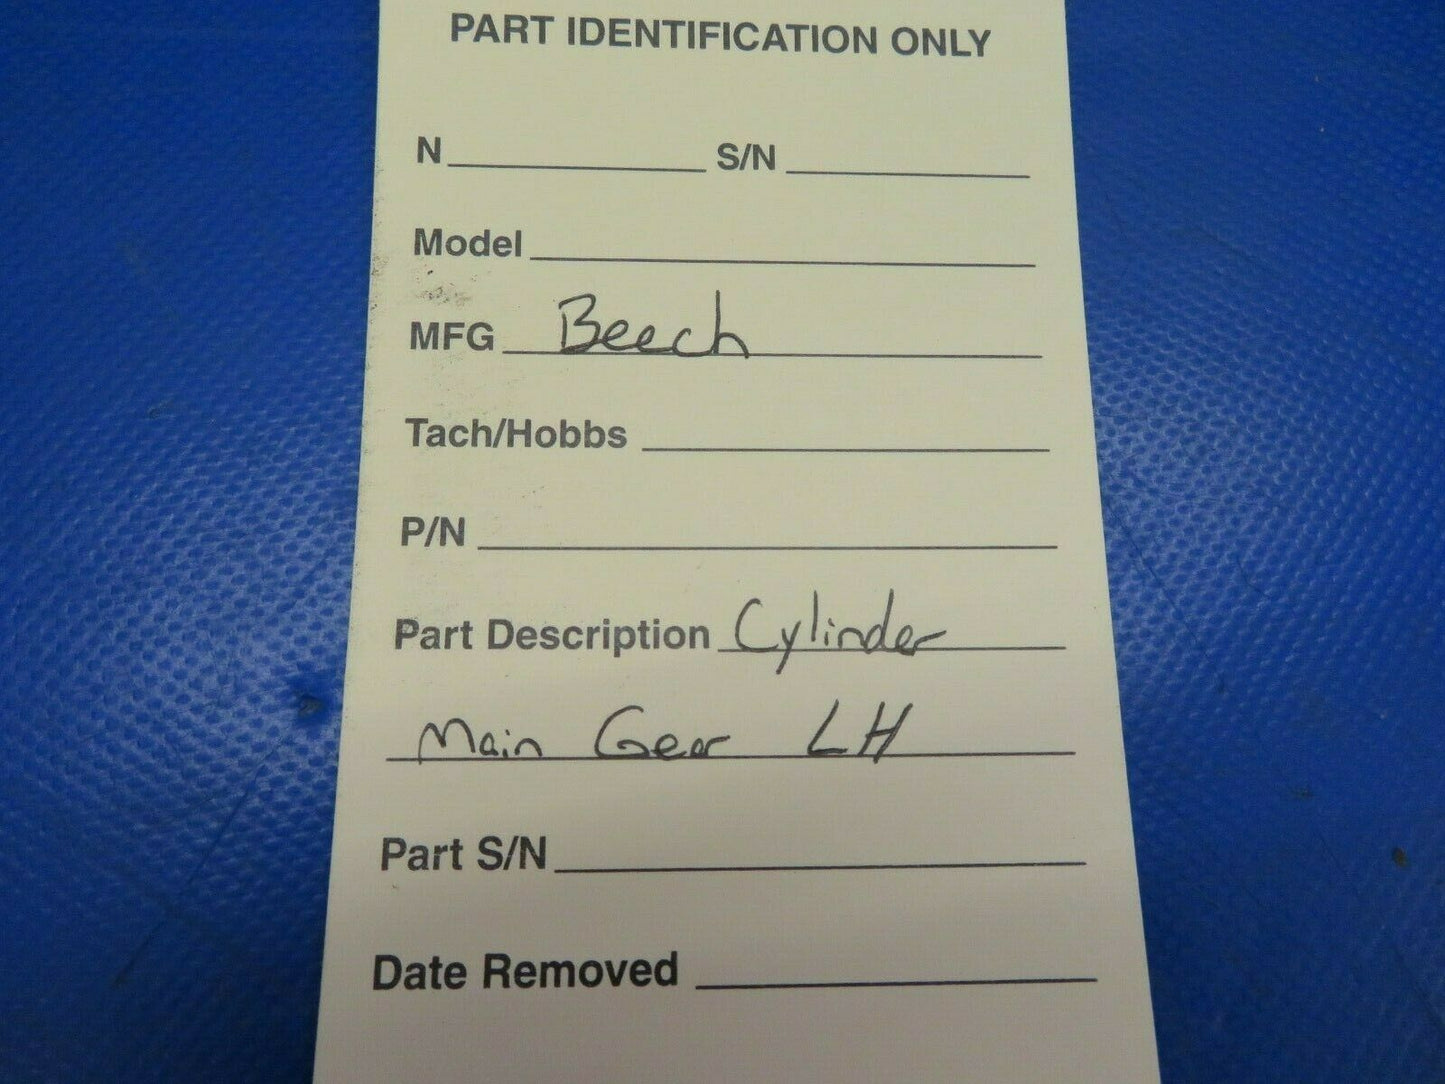 PART IDENTIFICATION ONLY
N S/N
Model
MFG Beech
Tach/Hobbs
P/N
Part Description Cylinder
Main Gear LH
Part S/N
Date Removed